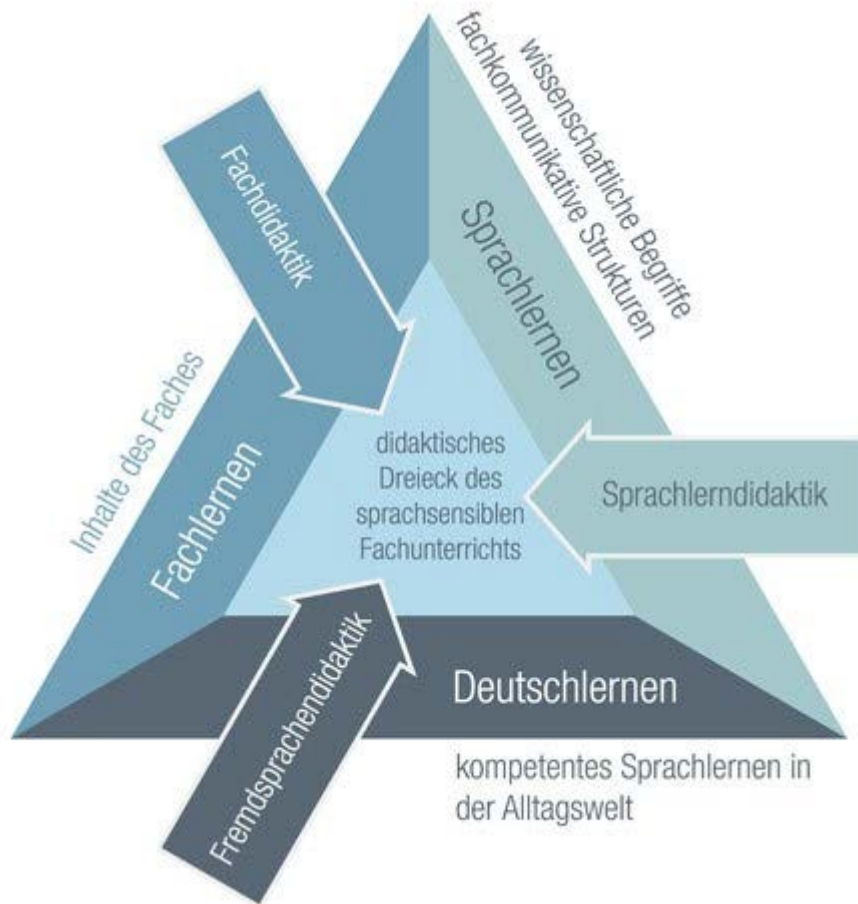 wissenschaftliche Begriffe
fachkommunikative Strukturen
Fachdidaktik
Sprachlernen
Inhalte des Faches
Fachlernen
didaktisches
Dreieck des
sprachsensiblen
Fachunterrichts
Sprachlerndidaktik
Fremdsprachendidaktik
Deutschlernen
kompetentes Sprachlernen in
der Alltagswelt